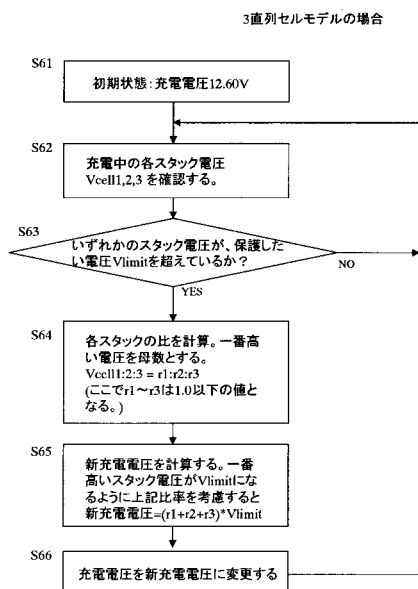 3直列セルモデルの場合
S61
初期状態：充電電圧12.60V
S62
充電中の各スタック電圧
Vcell1,2,3 を確認する。
S63
いずれかのスタック電圧が、保護した
い電圧Vlimitを超えているか？
NO
YES
S64
各スタックの比を計算。一番高
い電圧を母数とする。
Vcell1:2:3 = r1:r2:r3
(ここでr1～r3は1.0以下の値と
なる。)
S65
新充電電圧を計算する。一番
高いスタック電圧がVlimitにな
るように上記比率を考慮すると
新充電電圧=(r1+r2+r3)*Vlimit
S66
充電電圧を新充電電圧に変更する